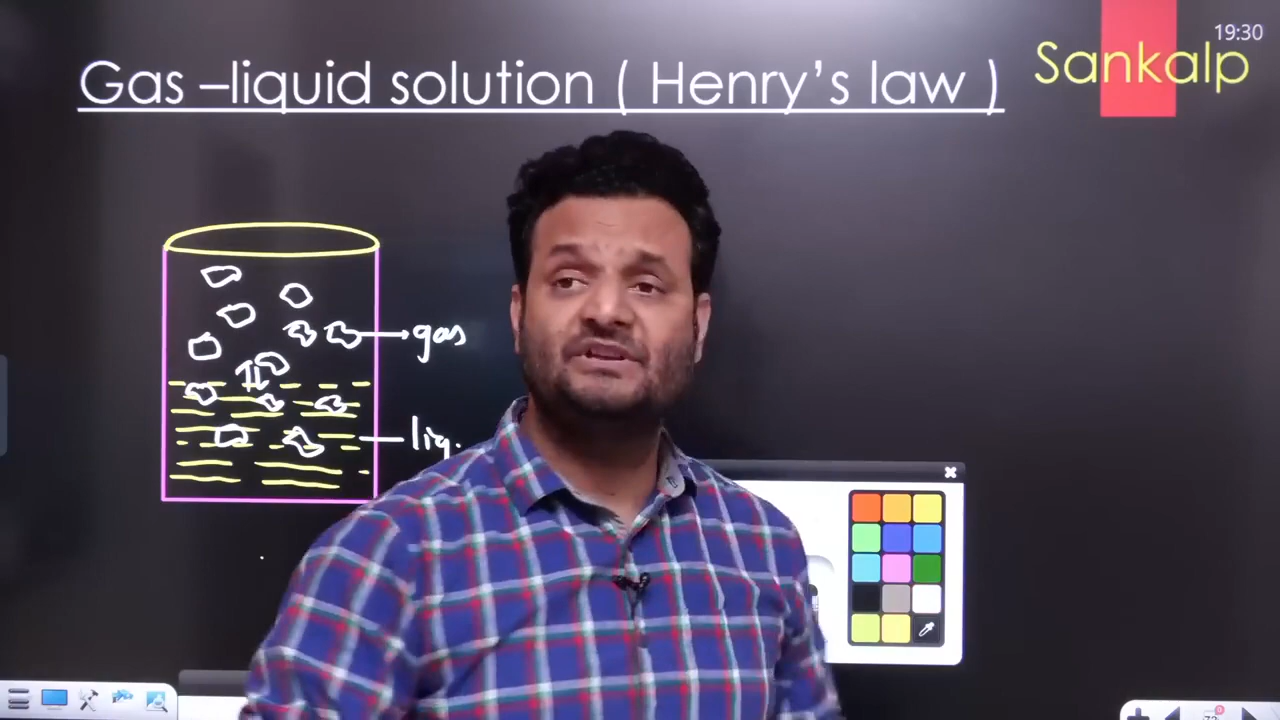 19:30
Gas –liquid solution ( Henry's law )
Sankalp
gas
liq.